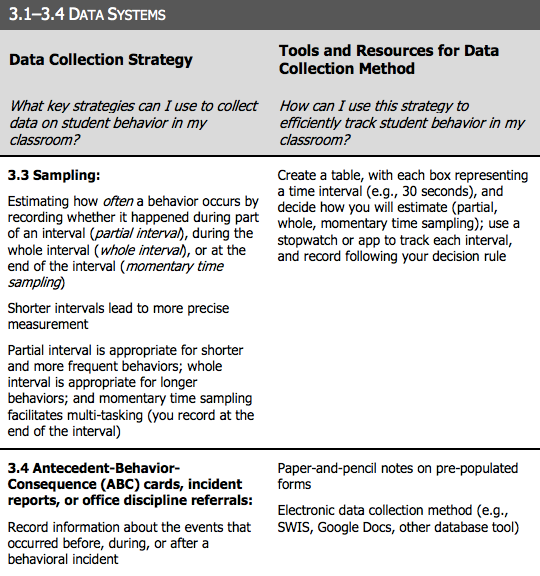 3.1–3.4 DATA SYSTEMS
Data Collection Strategy
Tools and Resources for Data
Collection Method
What key strategies can I use to collect
data on student behavior in my
classroom?
How can I use this strategy to
efficiently track student behavior in my
classroom?
3.3 Sampling:
Estimating how often a behavior occurs by
recording whether it happened during part
of an interval (partial interval), during the
whole interval (whole interval), or at the
end of the interval (momentary time
sampling)
Shorter intervals lead to more precise
measurement
Partial interval is appropriate for shorter
and more frequent behaviors; whole
interval is appropriate for longer
behaviors; and momentary time sampling
facilitates multi-tasking (you record at the
end of the interval)
Create a table, with each box representing
a time interval (e.g., 30 seconds), and
decide how you will estimate (partial,
whole, momentary time sampling); use a
stopwatch or app to track each interval,
and record following your decision rule
3.4 Antecedent-Behavior-
Consequence (ABC) cards, incident
reports, or office discipline referrals:
Record information about the events that
occurred before, during, or after a
behavioral incident
Paper-and-pencil notes on pre-populated
forms
Electronic data collection method (e.g.,
SWIS, Google Docs, other database tool)